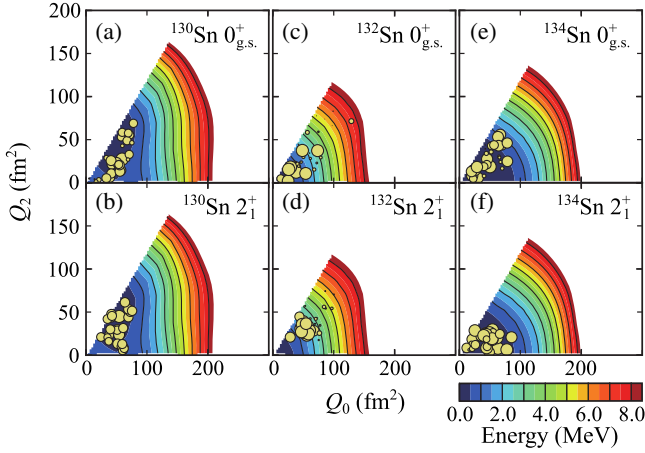 (a) ¹³⁰Sn 0⁺g.s.
(c) ¹³²Sn 0⁺g.s.
(e) ¹³⁴Sn 0⁺g.s.
200
150
100
50
0
(b) ¹³⁰Sn 2⁺₁
(d) ¹³²Sn 2⁺₁
(f) ¹³⁴Sn 2⁺₁
150
100
50
0
Q₂ (fm²)
0 100 200
0 100 200
0 100 200
Q₀ (fm²)
0.0 2.0 4.0 6.0 8.0
Energy (MeV)